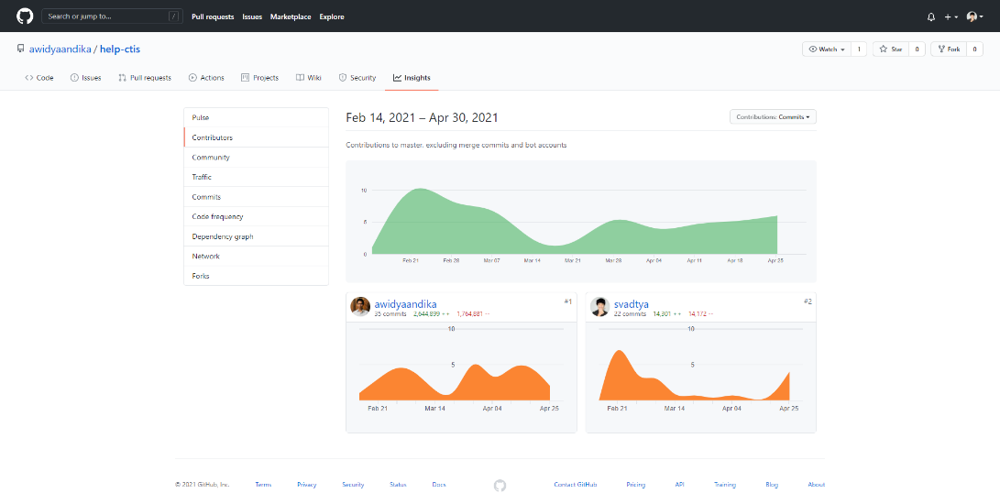 Search or jump to... /
Pull requests Issues Marketplace Explore
awidyaandika / help-ctis
Watch 1 Star 0 Fork 0
Code Issues Pull requests Actions Projects Wiki Security Insights
Pulse
Contributors
Community
Traffic
Commits
Code frequency
Dependency graph
Network
Forks
Feb 14, 2021 – Apr 30, 2021
Contributions: Commits
Contributions to master, excluding merge commits and bot accounts
10
5
0
Feb 21 Feb 28 Mar 07 Mar 14 Mar 21 Mar 28 Apr 04 Apr 11 Apr 18 Apr 25
awidyaandika #1
35 commits 2,644,899 ++ 1,764,881 --
10
5
Feb 21 Mar 14 Apr 04 Apr 25
svadtya #2
22 commits 14,301 ++ 14,172 --
10
5
Feb 21 Mar 14 Apr 04 Apr 25
© 2021 GitHub, Inc. Terms Privacy Security Status Docs Contact GitHub Pricing API Training Blog About